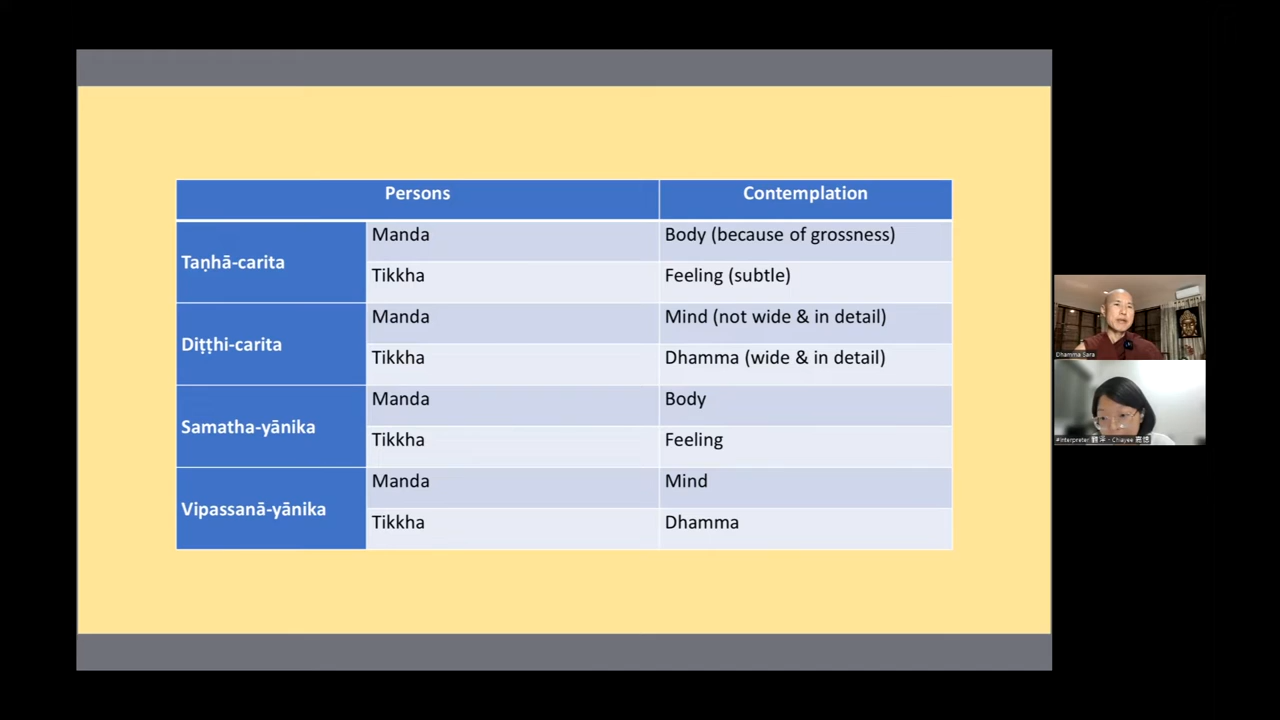 Persons Contemplation
Taṇhā-carita
Manda Body (because of grossness)
Tikkha Feeling (subtle)
Diṭṭhi-carita
Manda Mind (not wide & in detail)
Tikkha Dhamma (wide & in detail)
Samatha-yānika
Manda Body
Tikkha Feeling
Vipassanā-yānika
Manda Mind
Tikkha Dhamma
Dhamma Sara